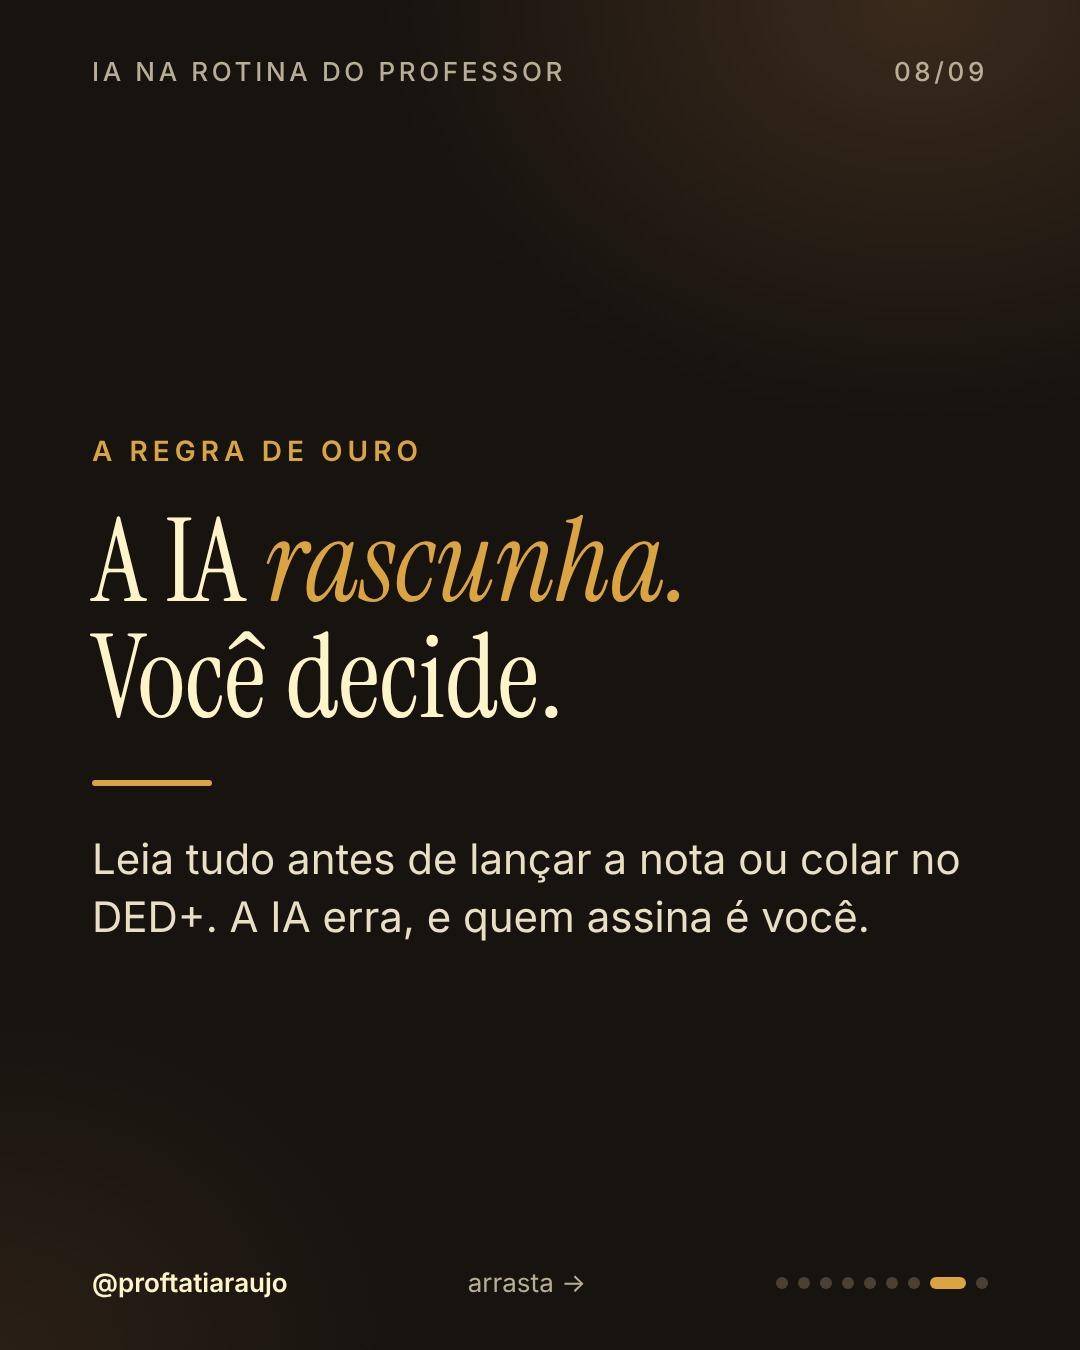 IA NA ROTINA DO PROFESSOR
08/09
A REGRA DE OURO
A IA rascunha.
Você decide.
Leia tudo antes de lançar a nota ou colar no
DED+. A IA erra, e quem assina é você.
@proftatiaraujo
arrasta →